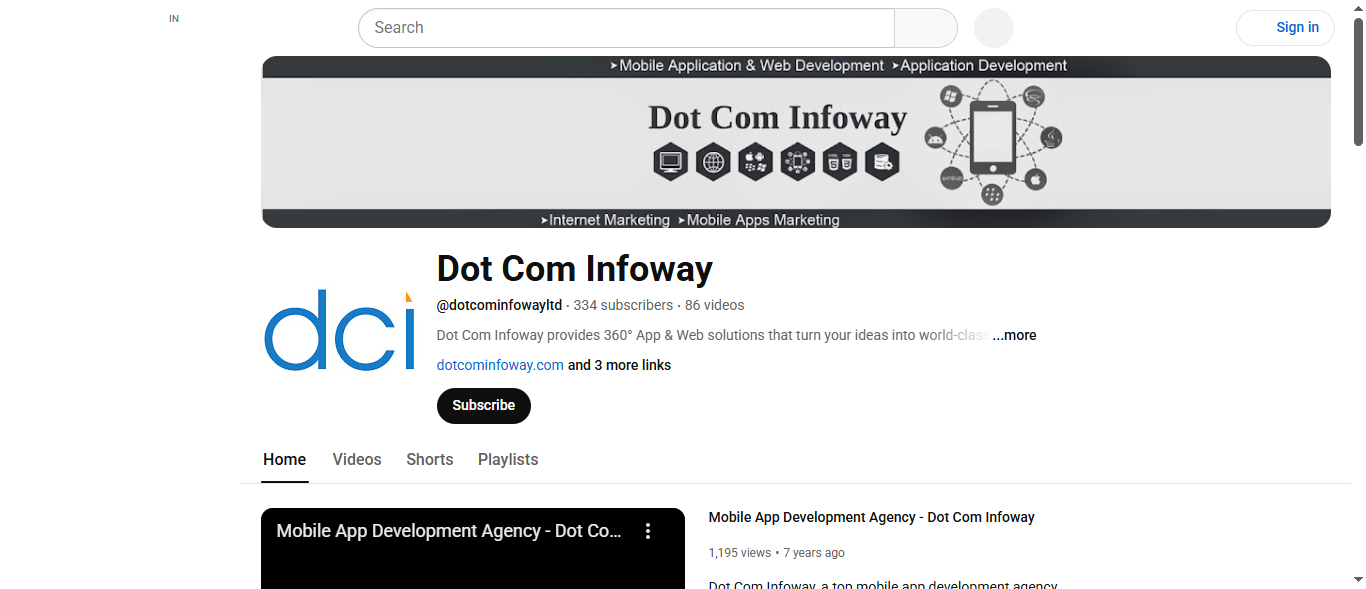 IN
Search
Sign in
➤Mobile Application & Web Development ➤Application Development
Dot Com Infoway
➤Internet Marketing ➤Mobile Apps Marketing
dci
Dot Com Infoway
@dotcominfowayltd · 334 subscribers · 86 videos
Dot Com Infoway provides 360° App & Web solutions that turn your ideas into world-class ...more
dotcominfoway.com and 3 more links
Subscribe
Home Videos Shorts Playlists
Mobile App Development Agency - Dot Co...
Mobile App Development Agency - Dot Com Infoway
1,195 views • 7 years ago
Dot Com Infoway, a top mobile app development agency